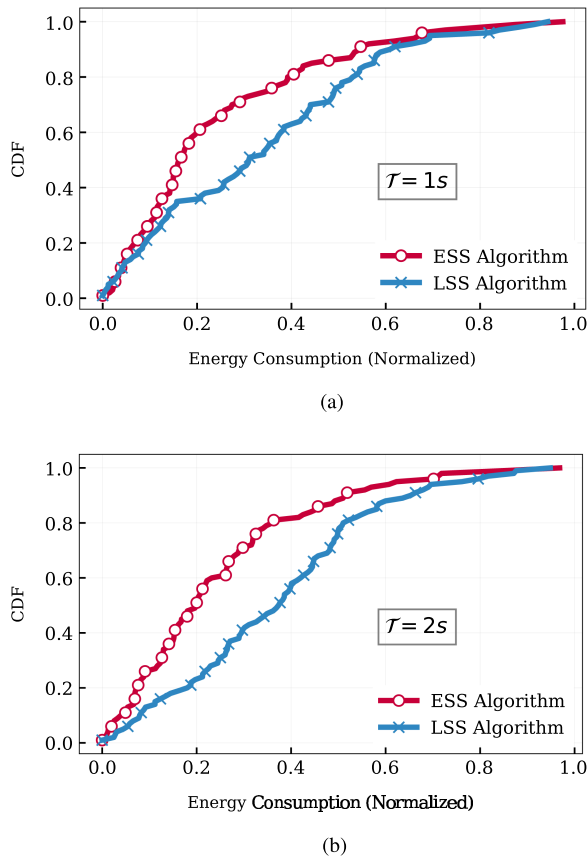 1.0
0.8
0.6
0.4
0.2
0.0
CDF
𝒯 = 1s
ESS Algorithm
LSS Algorithm
0.0 0.2 0.4 0.6 0.8 1.0
Energy Consumption (Normalized)
(a)
1.0
0.8
0.6
0.4
0.2
0.0
CDF
𝒯 = 2s
ESS Algorithm
LSS Algorithm
0.0 0.2 0.4 0.6 0.8 1.0
Energy Consumption (Normalized)
(b)